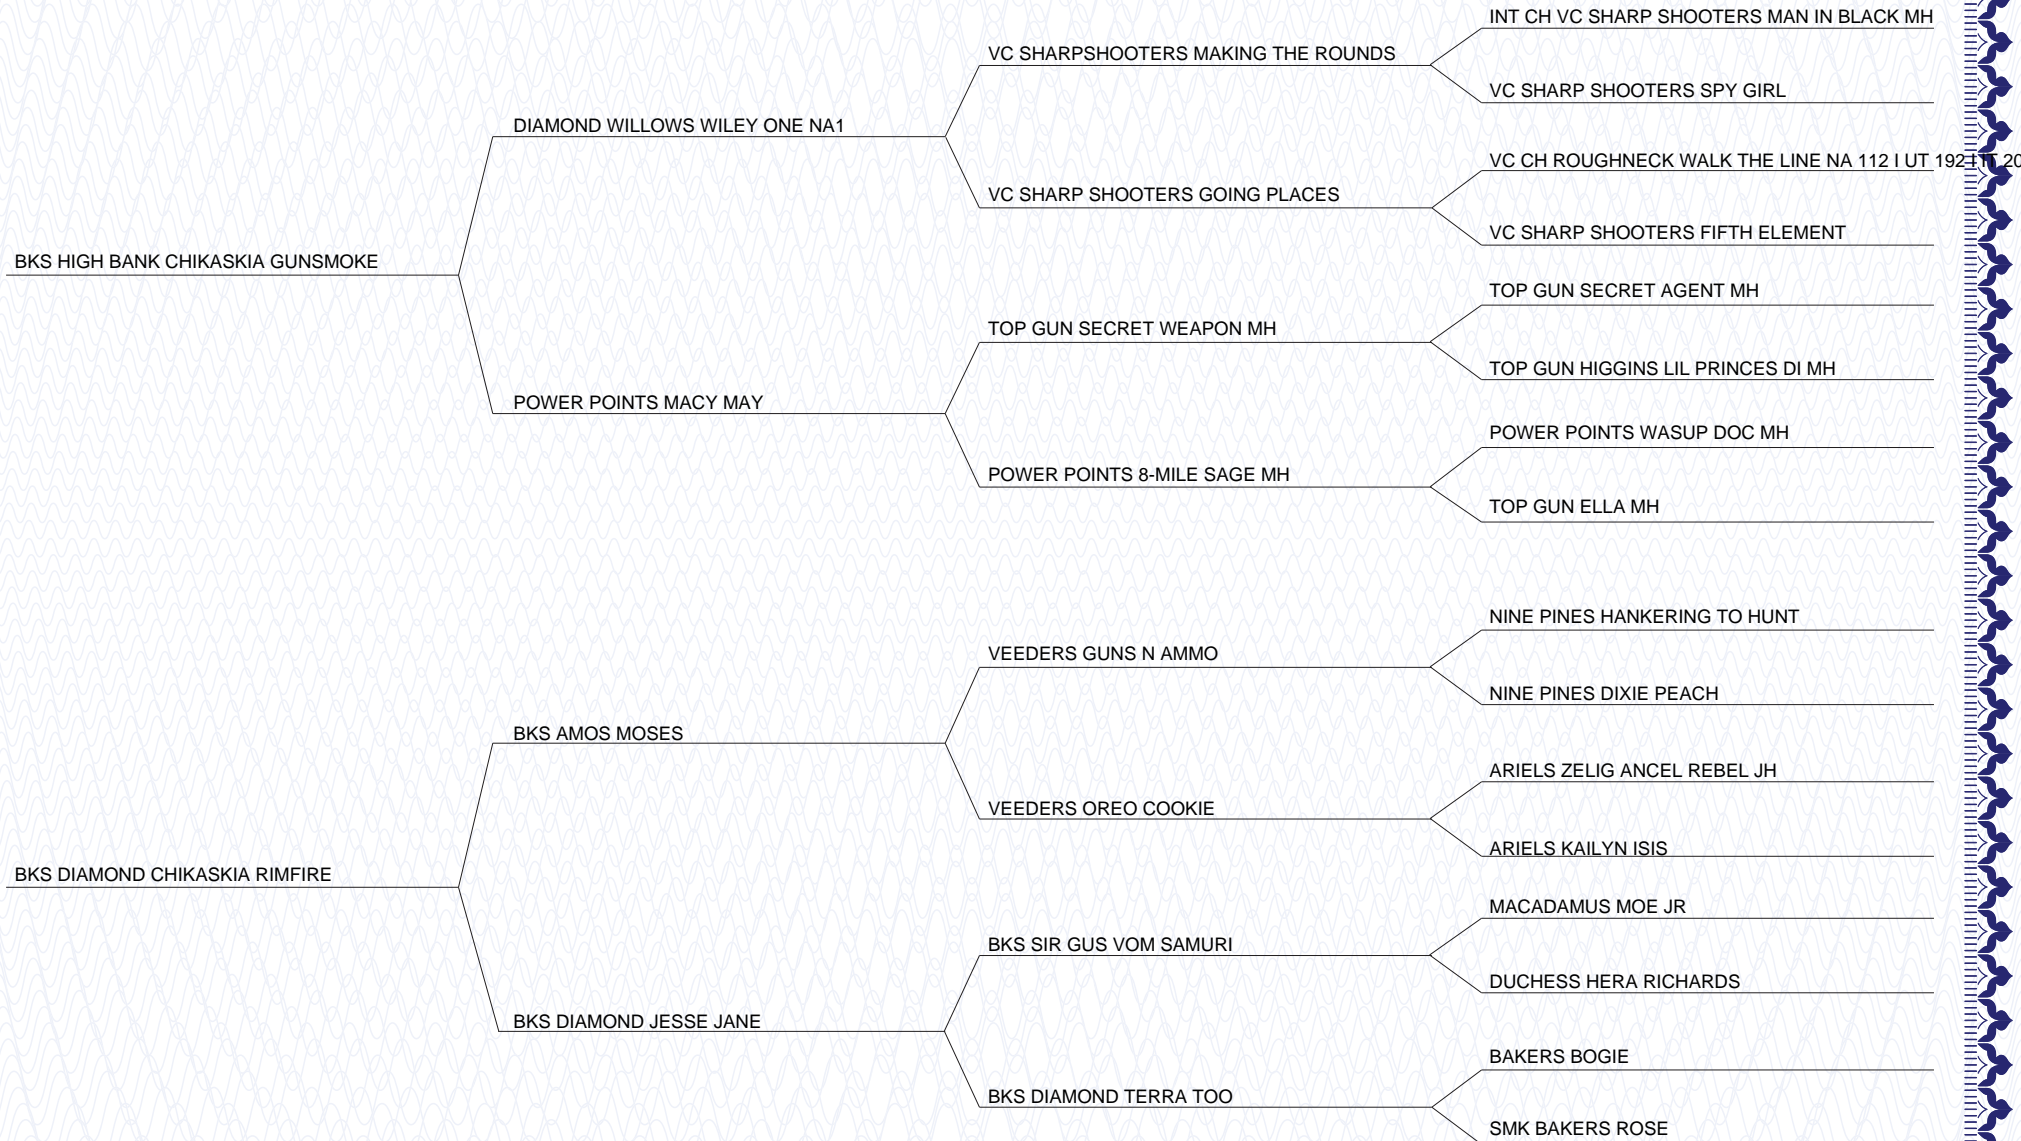 INT CH VC SHARP SHOOTERS MAN IN BLACK MH
VC SHARPSHOOTERS MAKING THE ROUNDS
VC SHARP SHOOTERS SPY GIRL
DIAMOND WILLOWS WILEY ONE NA1
VC CH ROUGHNECK WALK THE LINE NA 112 I UT 192 I IT 20
VC SHARP SHOOTERS GOING PLACES
VC SHARP SHOOTERS FIFTH ELEMENT
BKS HIGH BANK CHIKASKIA GUNSMOKE
TOP GUN SECRET AGENT MH
TOP GUN SECRET WEAPON MH
TOP GUN HIGGINS LIL PRINCES DI MH
POWER POINTS MACY MAY
POWER POINTS WASUP DOC MH
POWER POINTS 8-MILE SAGE MH
TOP GUN ELLA MH
NINE PINES HANKERING TO HUNT
VEEDERS GUNS N AMMO
NINE PINES DIXIE PEACH
BKS AMOS MOSES
ARIELS ZELIG ANCEL REBEL JH
VEEDERS OREO COOKIE
ARIELS KAILYN ISIS
BKS DIAMOND CHIKASKIA RIMFIRE
MACADAMUS MOE JR
BKS SIR GUS VOM SAMURI
DUCHESS HERA RICHARDS
BKS DIAMOND JESSE JANE
BAKERS BOGIE
BKS DIAMOND TERRA TOO
SMK BAKERS ROSE